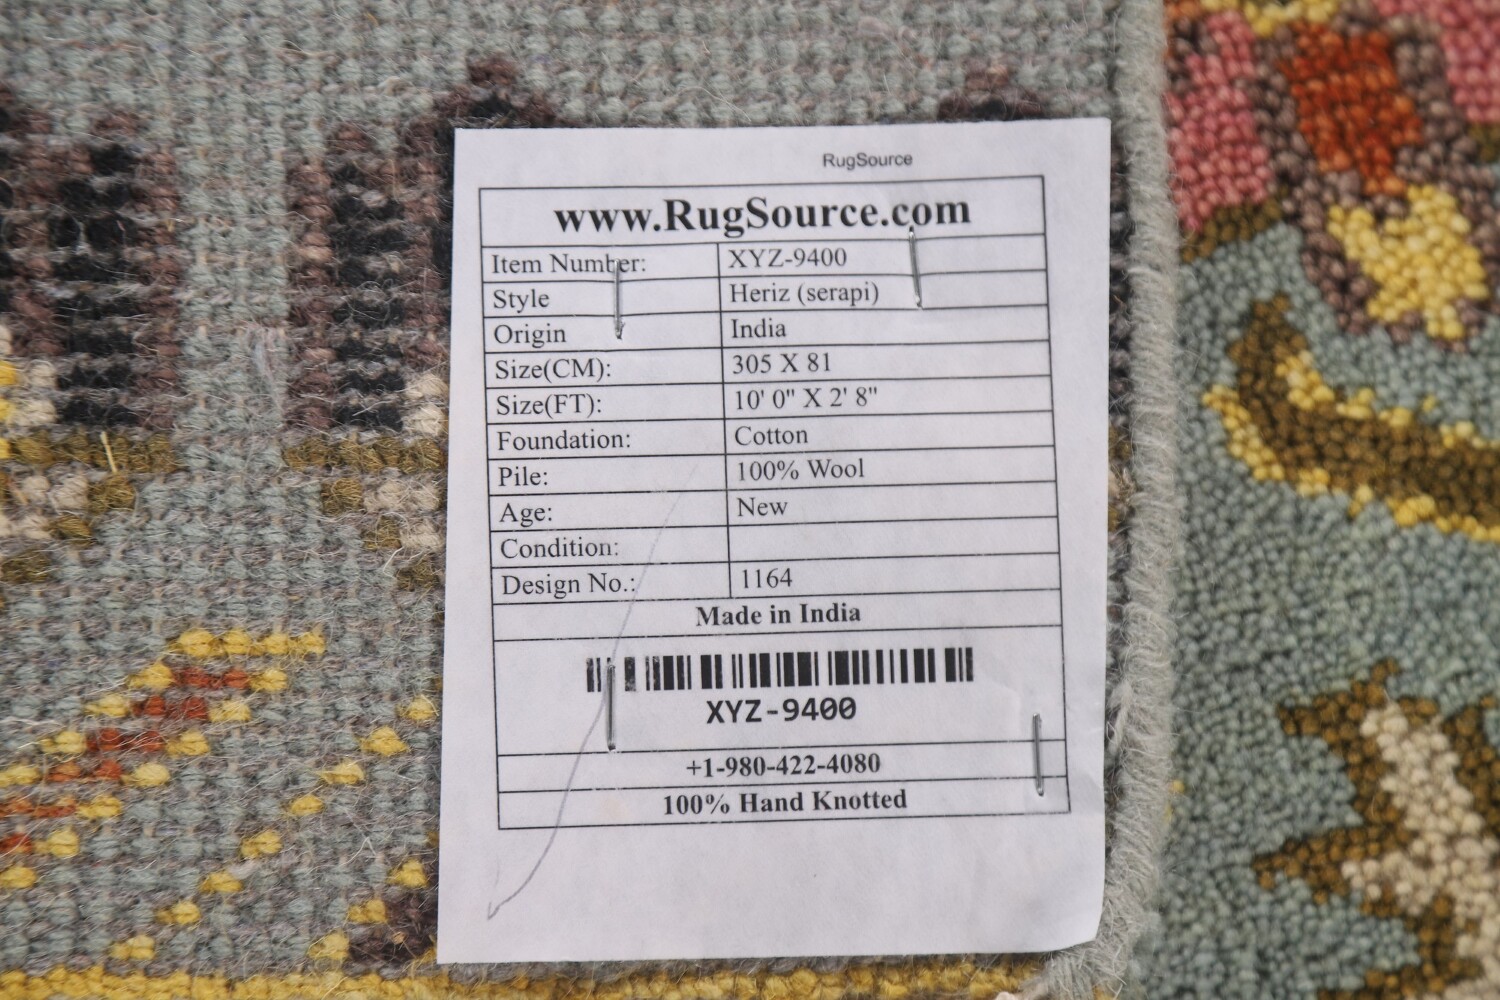 RugSource
www.RugSource.com
Item Number: XYZ-9400
Style Heriz (serapi)
Origin India
Size(CM): 305 X 81
Size(FT): 10' 0" X 2' 8"
Foundation: Cotton
Pile: 100% Wool
Age: New
Condition:
Design No.: 1164
Made in India
XYZ-9400
+1-980-422-4080
100% Hand Knotted